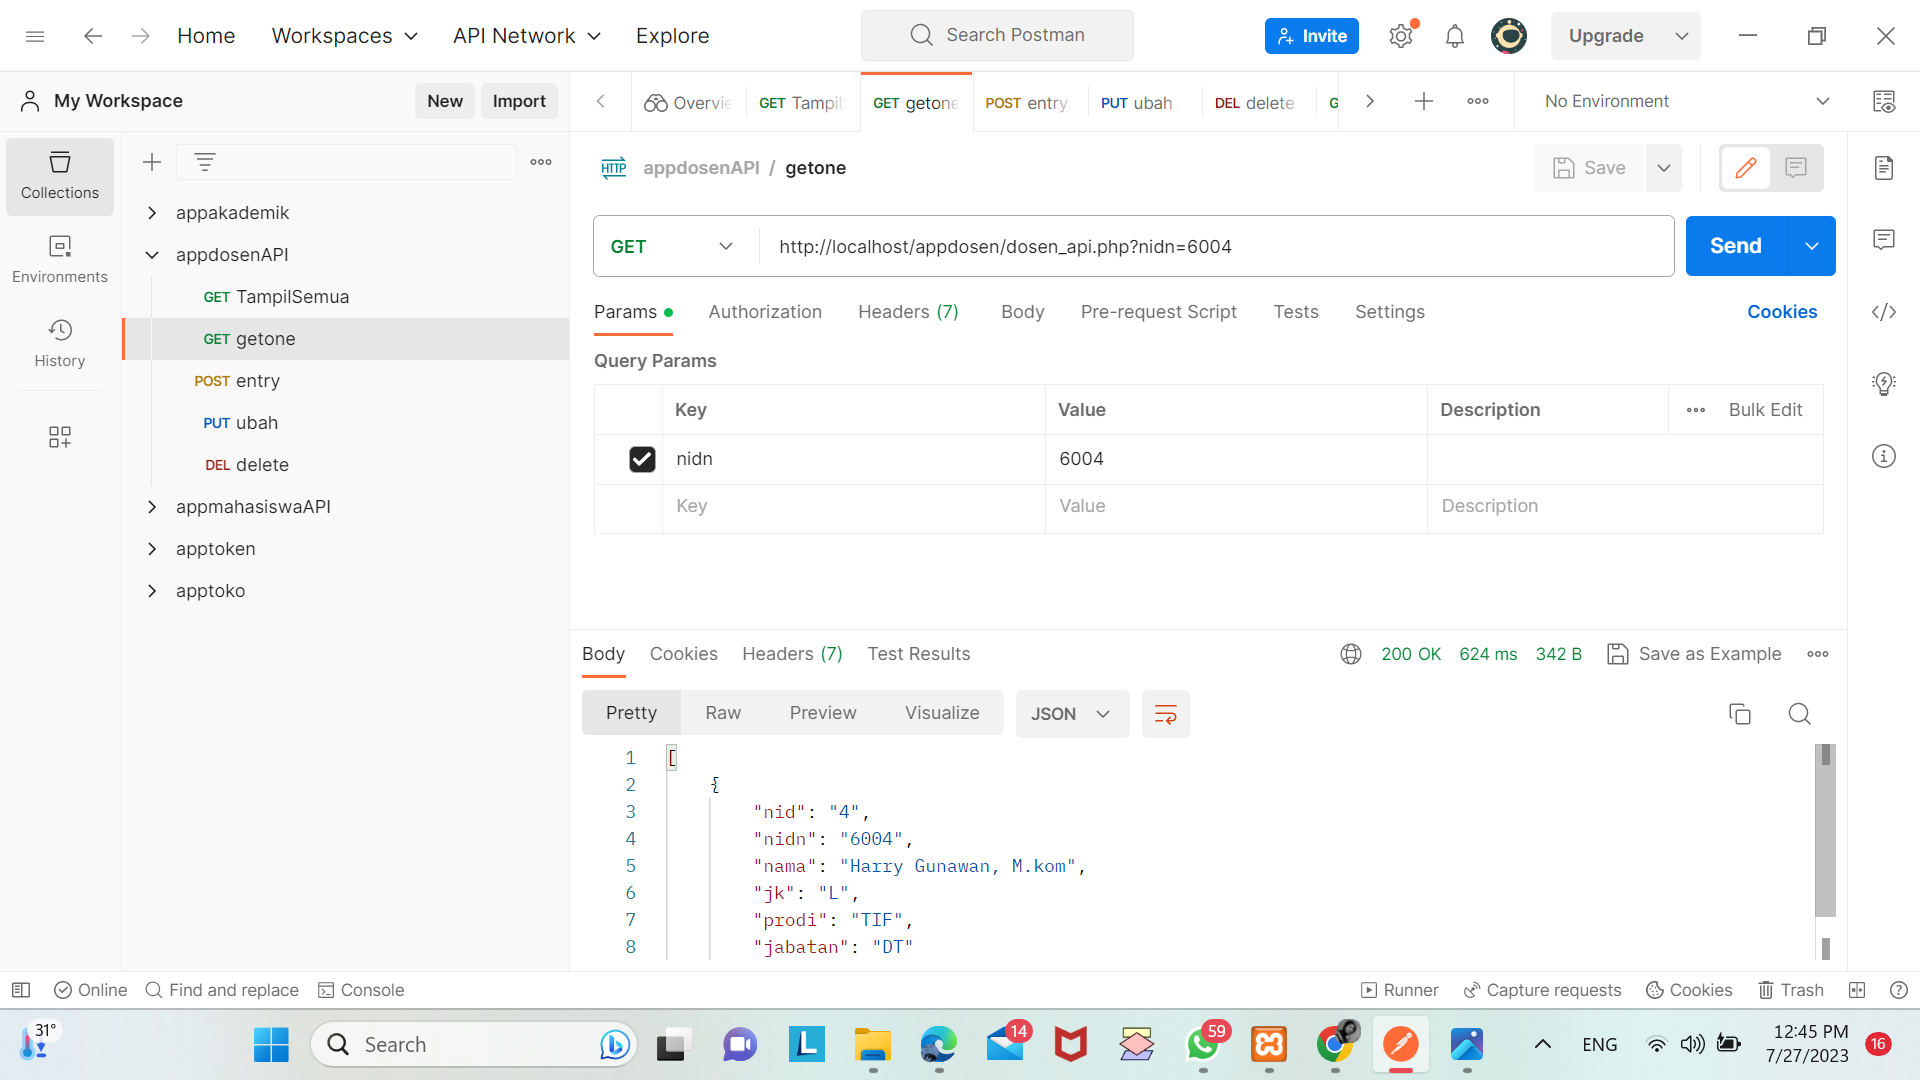 Home Workspaces API Network Explore Search Postman Invite Upgrade
My Workspace New Import Overvie GET Tampil GET getone POST entry PUT ubah DEL delete G No Environment
Collections
Environments
History
appakademik
appdosenAPI
GET TampilSemua
GET getone
POST entry
PUT ubah
DEL delete
appmahasiswaAPI
apptoken
apptoko
HTTP appdosenAPI / getone Save
GET http://localhost/appdosen/dosen_api.php?nidn=6004 Send
Params Authorization Headers (7) Body Pre-request Script Tests Settings Cookies
Query Params
Key Value Description Bulk Edit
nidn 6004
Key Value Description
Body Cookies Headers (7) Test Results 200 OK 624 ms 342 B Save as Example
Pretty Raw Preview Visualize JSON
1 [
2 {
3 "nid": "4",
4 "nidn": "6004",
5 "nama": "Harry Gunawan, M.kom",
6 "jk": "L",
7 "prodi": "TIF",
8 "jabatan": "DT"
Online Find and replace Console Runner Capture requests Cookies Trash
31° Search 14 59 ENG 12:45 PM 16
7/27/2023